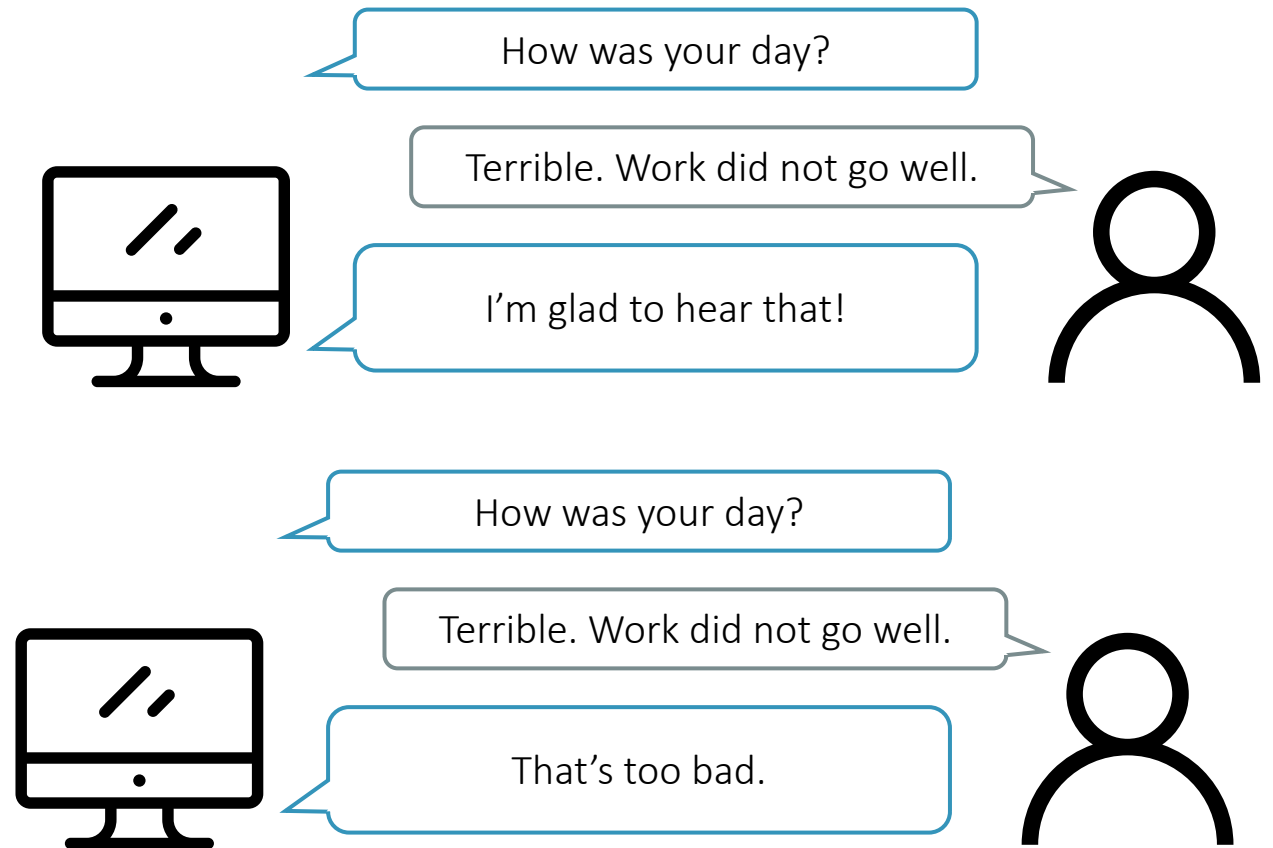 How was your day?
Terrible. Work did not go well.
I’m glad to hear that!
How was your day?
Terrible. Work did not go well.
That’s too bad.